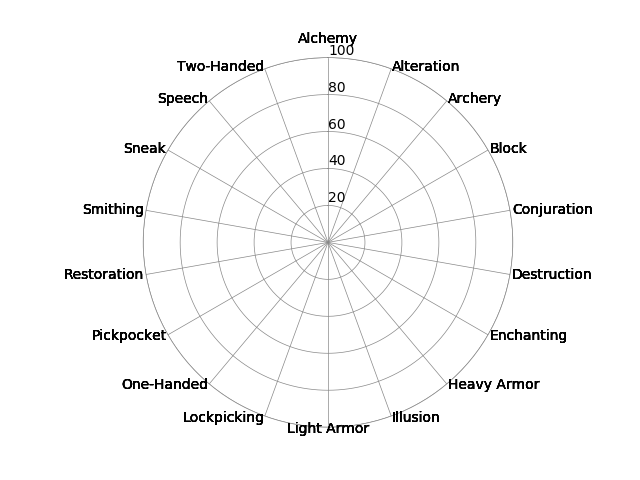 Alchemy
100
Two-Handed
Alteration
80
Speech
Archery
60
Sneak
Block
40
20
Smithing
Conjuration
Restoration
Destruction
Pickpocket
Enchanting
One-Handed
Heavy Armor
Lockpicking
Illusion
Light Armor